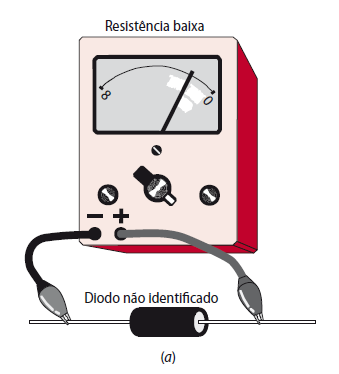 Resistência baixa
∞ 0
− +
Diodo não identificado
(a)